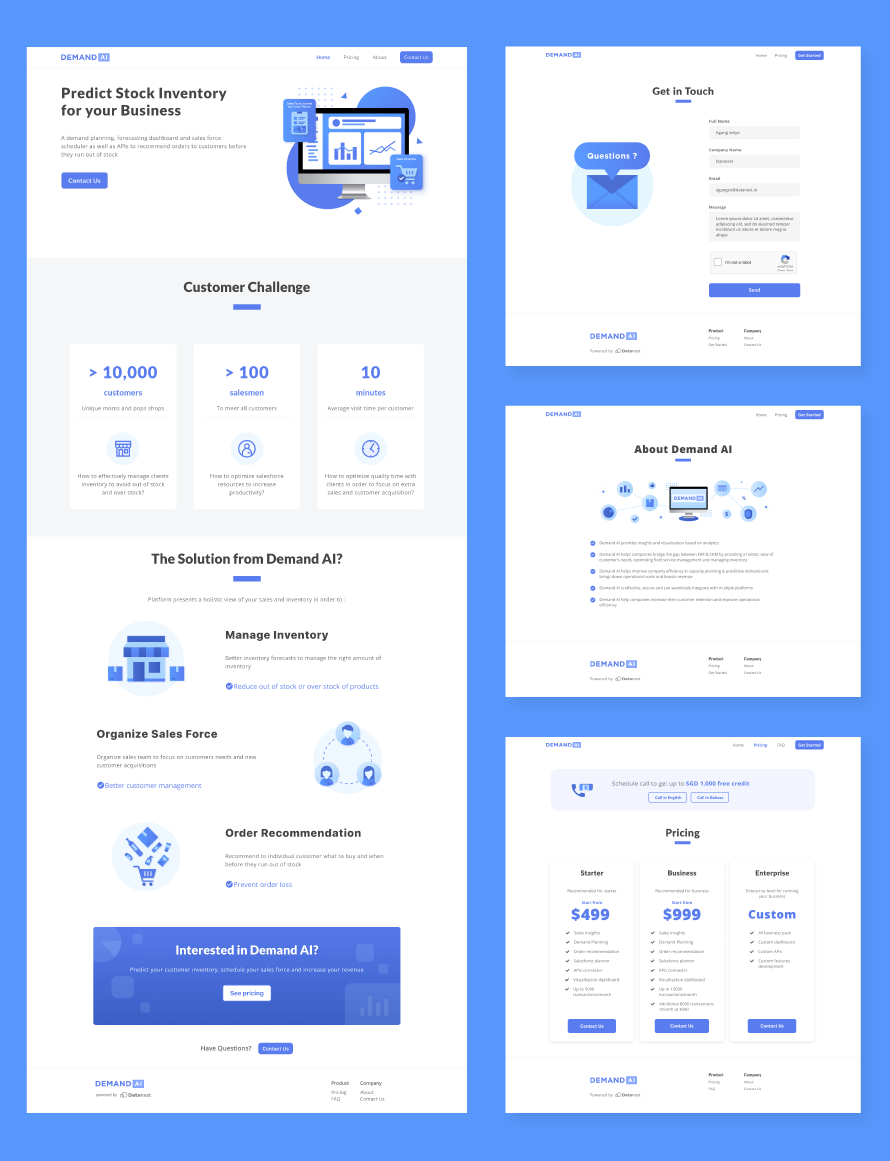 DEMAND AI
Home Pricing About Contact Us
Predict Stock Inventory
for your Business
A demand planning, forecasting dashboard and sales force
scheduler as well as APIs to recommend orders to customers before
they run out of stock
Contact Us
Customer Challenge
> 10,000
customers
Unique moms and pops shops
How to effectively manage clients
inventory to avoid out of stock
and over stock?
> 100
salesmen
To meet all customers
How to optimize salesforce
resources to increase
productivity?
10
minutes
Average visit time per customer
How to optimize quality time with
clients in order to focus on extra
sales and customer acquisition?
The Solution from Demand AI?
Platform presents a holistic view of your sales and inventory in order to :
Manage Inventory
Better inventory forecasts to manage the right amount of
inventory
Reduce out of stock or over stock of products
Organize Sales Force
Organize sales team to focus on customers needs and new
customer acquisitions
Better customer management
Order Recommendation
Recommend to individual customer what to buy and when
before they run out of stock
Prevent order loss
Interested in Demand AI?
Predict your customer inventory, schedule your sales force and increase your revenue
See pricing
Have Questions? Contact Us
DEMAND AI
powered by Datanest
Product
Pricing
FAQ
Company
About
Contact Us
DEMAND AI
Home Pricing Get Started
Get in Touch
Questions ?
Full Name
Agung Setyo
Company Name
Datanest
Email
Message
Lorem ipsum dolor sit amet, consectetur
adipiscing elit, sed do eiusmod tempor
incididunt ut labore et dolore magna
aliqua
I'm not a robot
Send
DEMAND AI
Powered by Datanest
Product
Pricing
Get Started
Company
About
Contact Us
DEMAND AI
Home Pricing Get Started
About Demand AI
DEMAND AI
%
$
Demand AI provides insights and visualisation based on analytics
Demand AI helps companies bridge the gap between ERP & CRM by providing a holistic view of
customer's needs, optimising field service management and managing inventory.
Demand AI helps improve company efficiency in capacity planning & predictive demand and
brings down operational costs and boosts revenue
Demand AI is effective, secure and can seamlessly integrate with multiple platforms
Demand AI help companies increase their customer retention and improve operational
efficiency
DEMAND AI
Powered by Datanest
Product
Pricing
Get Started
Company
About
Contact Us
DEMAND AI
Home Pricing FAQ Get Started
Schedule call to get up to SGD 1,000 free credit
Call in English Call in Bahasa
Pricing
Starter
Recommended for starter
Start from
$499
Sales Insights
Demand Planning
Order recommendation
Salesforce planner
APIs connector
Visualisation dashboard
Up to 5000
transaction/month
Contact Us
Business
Recommended for business
Start from
$999
Sales Insights
Demand Planning
Order recommendation
Salesforce planner
APIs connector
Visualisation dashboard
Up to 15000
transaction/month
Additional 8000 transactions
/month at $600
Contact Us
Enterprise
Enterprise level for running
your business
Custom
All business pack
Custom dashboard
Custom APIs
Custom features
development
Contact Us
DEMAND AI
Powered by Datanest
Product
Pricing
FAQ
Company
About
Contact Us